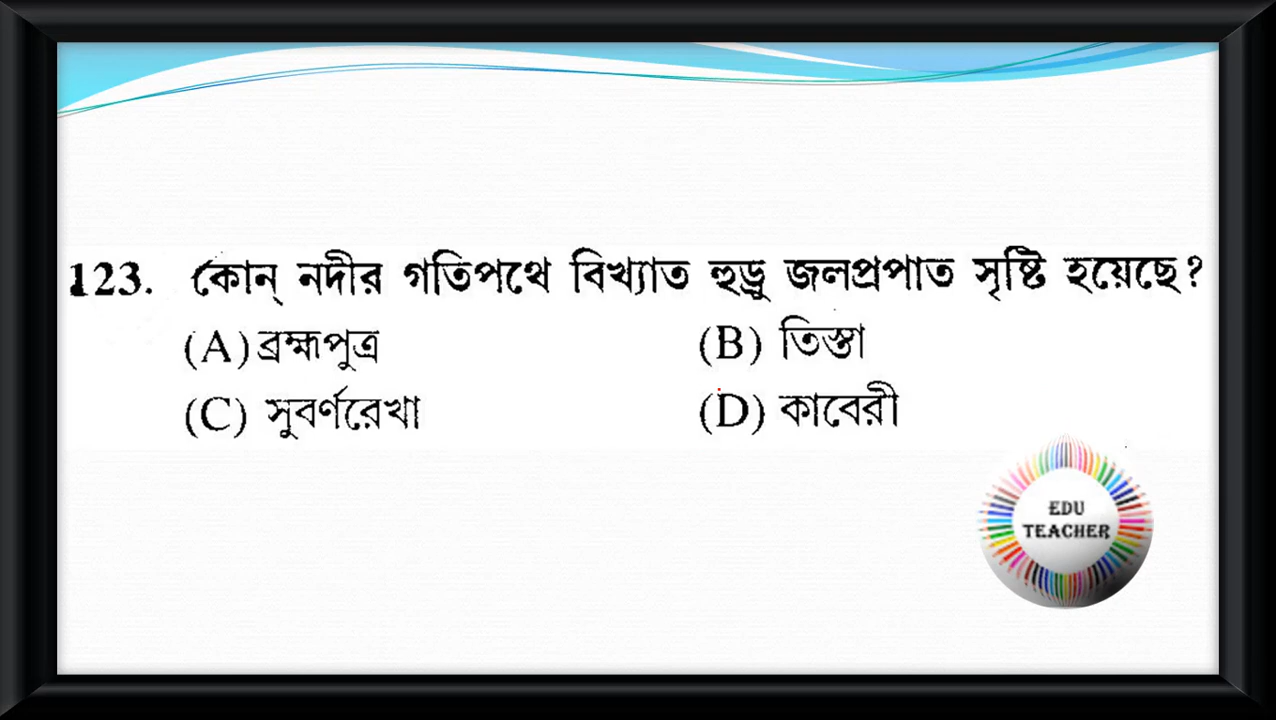 123. কোন্ নদীর গতিপথে বিখ্যাত হুড্রু জলপ্রপাত সৃষ্টি হয়েছে?
(A) ব্রহ্মপুত্র (B) তিস্তা
(C) সুবর্ণরেখা (D) কাবেরী
EDU
TEACHER